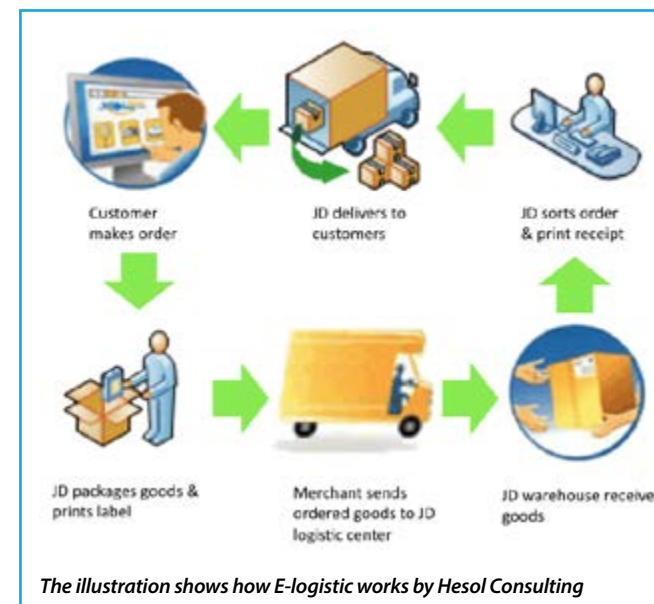 Customer
makes order
JD delivers to
customers
JD sorts order
& print receipt
JD packages goods &
prints label
Merchant sends
ordered goods to JD
logistic center
JD warehouse receive
goods
The illustration shows how E-logistic works by Hesol Consulting